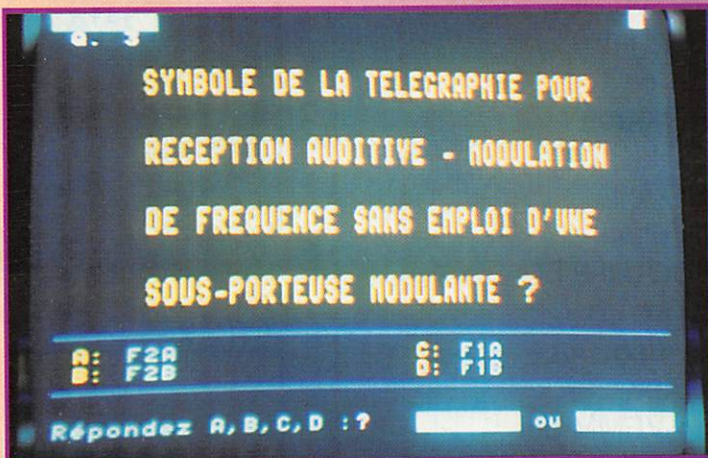 Q. 3
SYMBOLE DE LA TELEGRAPHIE POUR
RECEPTION AUDITIVE - MODULATION
DE FREQUENCE SANS EMPLOI D'UNE
SOUS-PORTEUSE MODULANTE ?
A: F2A C: F1A
B: F2B D: F1B
Répondez A,B,C,D :? ou